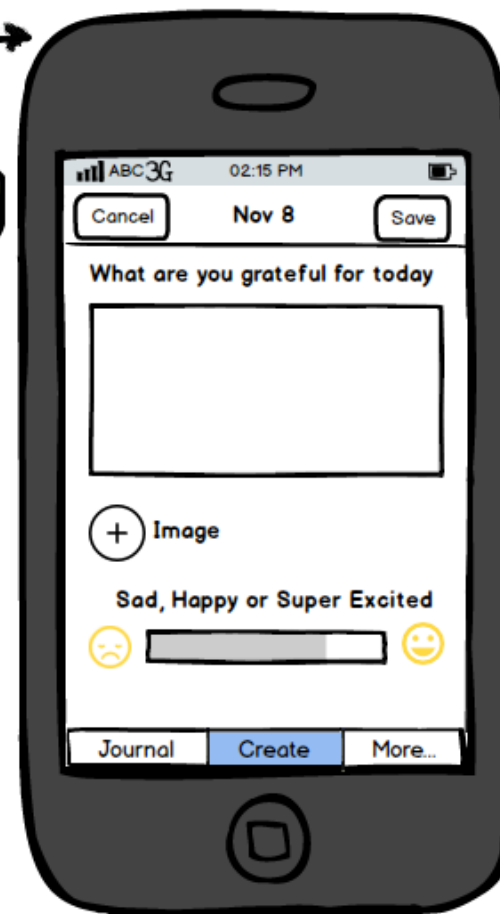 ABC 3G 02:15 PM
Cancel Nov 8 Save
What are you grateful for today
+ Image
Sad, Happy or Super Excited
Journal Create More...